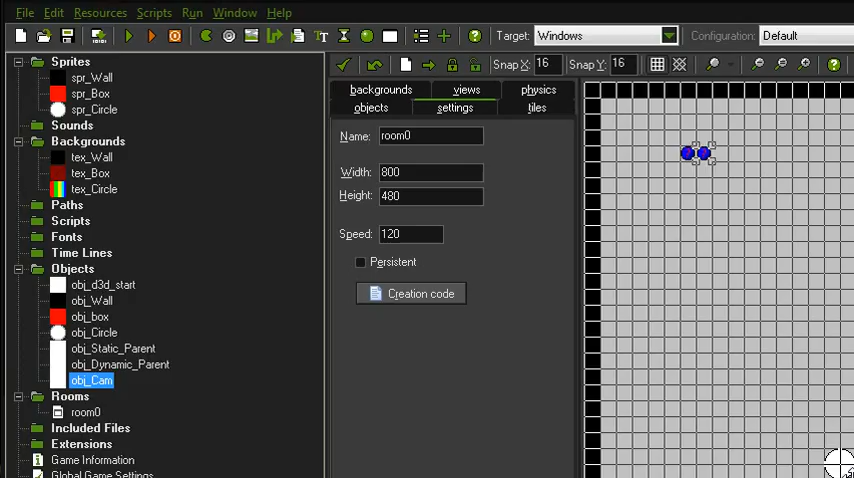 File Edit Resources Scripts Run Window Help
Target: Windows Configuration: Default
Snap X: 16 Snap Y: 16
Sprites
spr_Wall
spr_Box
spr_Circle
Sounds
Backgrounds
tex_Wall
tex_Box
tex_Circle
Paths
Scripts
Fonts
Time Lines
Objects
obj_d3d_start
obj_Wall
obj_box
obj_Circle
obj_Static_Parent
obj_Dynamic_Parent
obj_Cam
Rooms
room0
Included Files
Extensions
Game Information
Global Game Settings
backgrounds views physics
objects settings tiles
Name: room0
Width: 800
Height: 480
Speed: 120
Persistent
Creation code